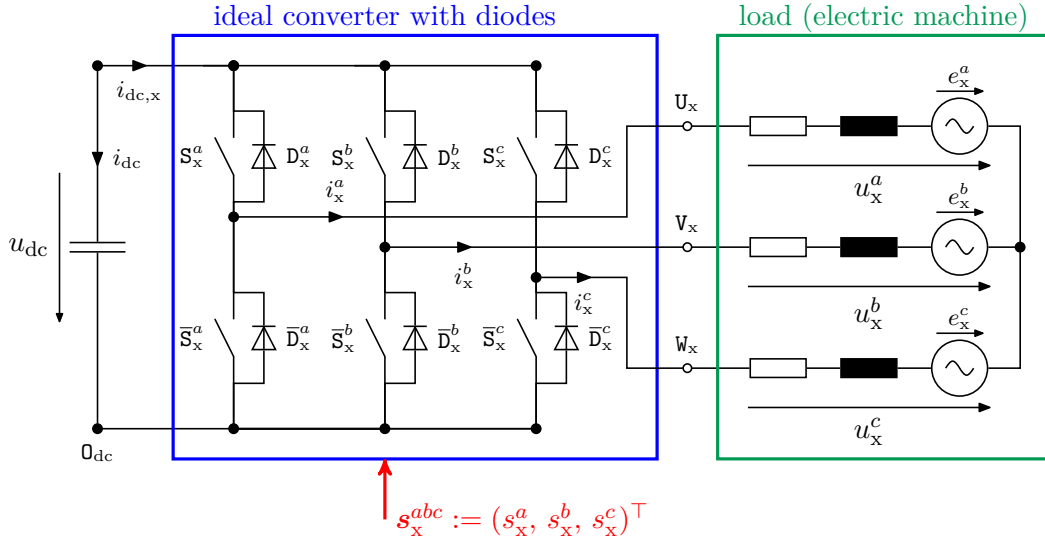 ideal converter with diodes
load (electric machine)
i_dc,x
i_dc
u_dc
O_dc
S_x^a
D_x^a
S_x^b
D_x^b
S_x^c
D_x^c
i_x^a
i_x^b
i_x^c
S̅_x^a
D̅_x^a
S̅_x^b
D̅_x^b
S̅_x^c
D̅_x^c
U_x
V_x
W_x
e_x^a
u_x^a
e_x^b
u_x^b
e_x^c
u_x^c
s_x^abc := (s_x^a, s_x^b, s_x^c)^⊤